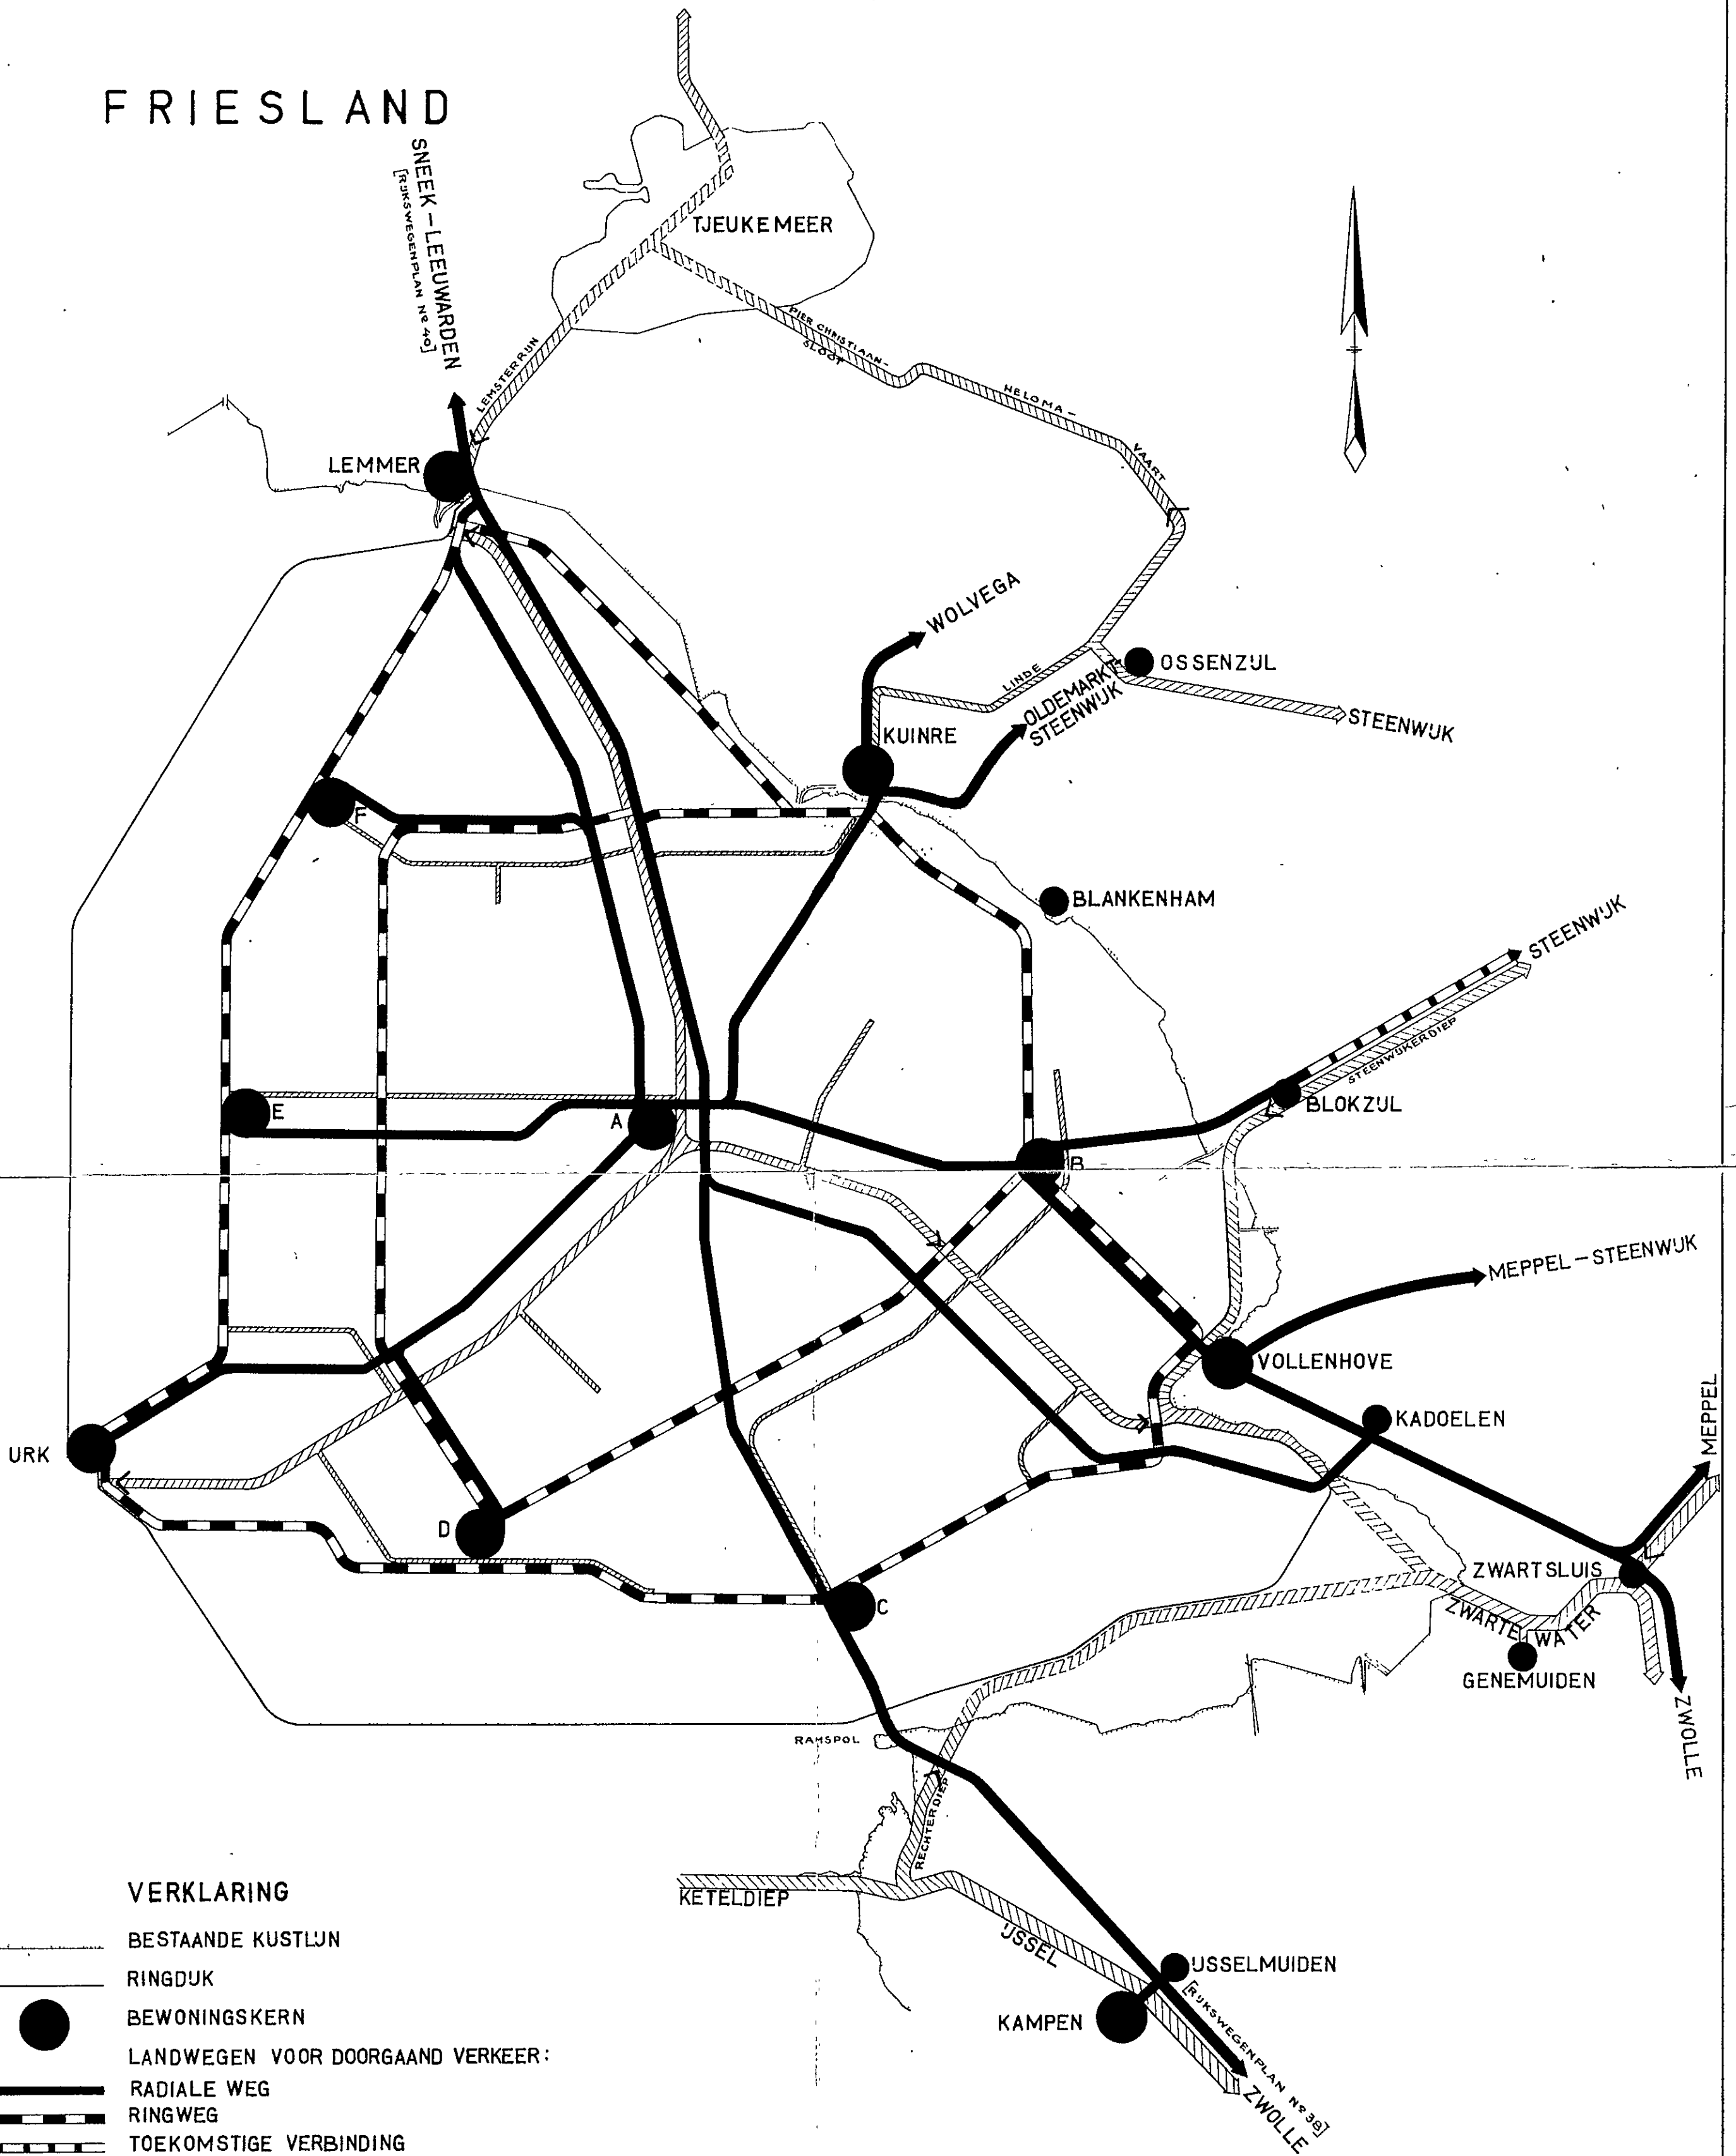 FRIESLAND
SNEEK-LEEUWARDEN
[RIJKSWEGENPLAN No 40]
TJEUKEMEER
LEMSTERRIJN
PIER CHRISTIAAN-
SLOOT
HELOMA-
VAART
LEMMER
WOLVEGA
LINDE
OSSENZIJL
OLDEMARKT
STEENWIJK
STEENWIJK
KUINRE
F
BLANKENHAM
STEENWIJK
STEENWIJKERDIEP
BLOKZIJL
E
A
B
MEPPEL-STEENWIJK
VOLLENHOVE
KADOELEN
MEPPEL
URK
D
C
ZWARTSLUIS
ZWARTE WATER
GENEMUIDEN
ZWOLLE
RAMSPOL
RECHTERDIEP
KETELDIEP
IJSSEL
IJSSELMUIDEN
KAMPEN
[RIJKSWEGENPLAN No 38]
ZWOLLE
VERKLARING
BESTAANDE KUSTLIJN
RINGDIJK
BEWONINGSKERN
LANDWEGEN VOOR DOORGAAND VERKEER:
RADIALE WEG
RINGWEG
TOEKOMSTIGE VERBINDING